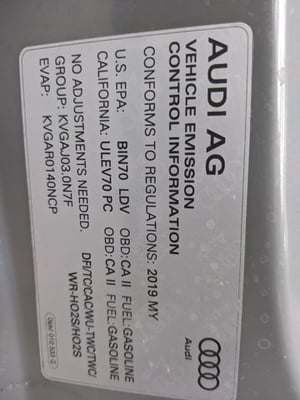 AUDI AG
VEHICLE EMISSION
CONTROL INFORMATION
CONFORMS TO REGULATIONS: 2019 MY
U.S. EPA: BIN70 LDV OBD:CA II FUEL:GASOLINE
CALIFORNIA: ULEV70 PC OBD:CA II FUEL:GASOLINE
NO ADJUSTMENTS NEEDED.
GROUP: KVGAJ03.0N7F
EVAP: KVGAR0140NCP
DFI/TC/CAC/WU-TWC/TWC/
WR-HO2S/HO2S
Audi